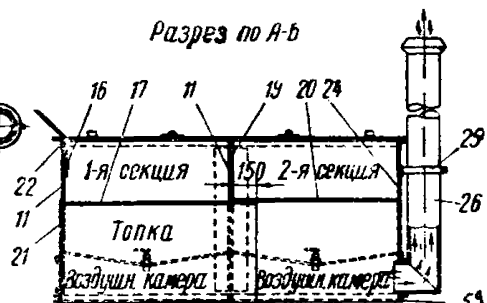 Разрез по А-Б
16 17 11 19 20 24
22 1-я секция 150 2-я секция 29
11 26
21 Топка
Воздушн. камера Воздушн. камера